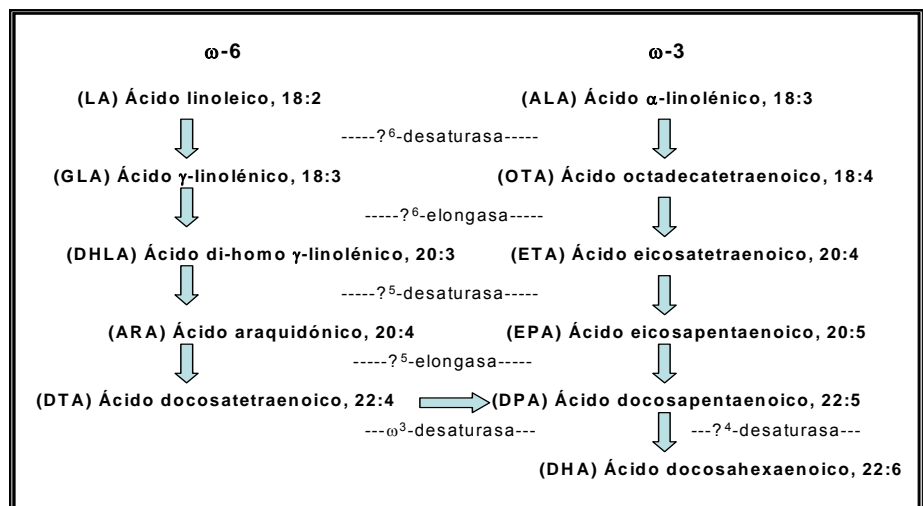 ω-6 ω-3
(LA) Ácido linoleico, 18:2 (ALA) Ácido α-linolénico, 18:3
-----?⁶-desaturasa-----
(GLA) Ácido γ-linolénico, 18:3 (OTA) Ácido octadecatetraenoico, 18:4
-----?⁶-elongasa-----
(DHLA) Ácido di-homo γ-linolénico, 20:3 (ETA) Ácido eicosatetraenoico, 20:4
-----?⁵-desaturasa-----
(ARA) Ácido araquidónico, 20:4 (EPA) Ácido eicosapentaenoico, 20:5
-----?⁵-elongasa-----
(DTA) Ácido docosatetraenoico, 22:4 (DPA) Ácido docosapentaenoico, 22:5
---ω³-desaturasa--- ---?⁴-desaturasa---
(DHA) Ácido docosahexaenoico, 22:6